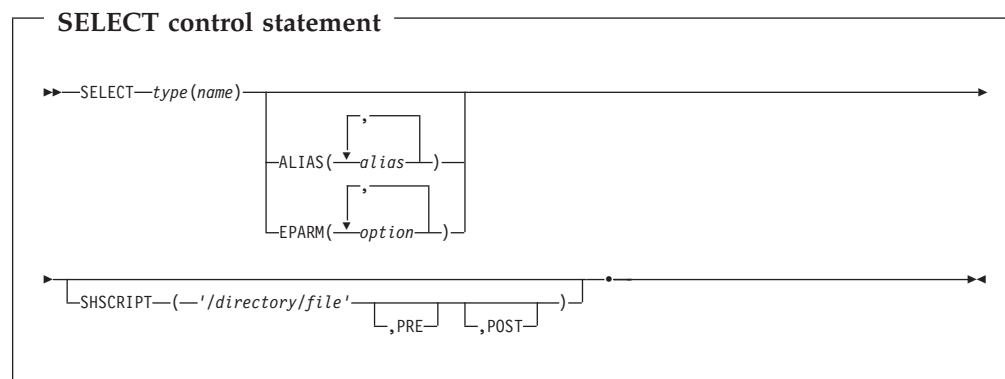 SELECT control statement
SELECT type(name)
,
ALIAS( alias )
,
EPARM( option )
SHSCRIPT ( '/directory/file' ) .
,PRE ,POST